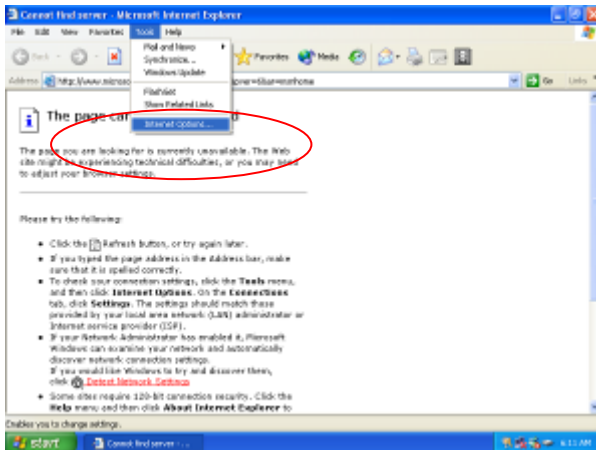 Cannot find server - Microsoft Internet Explorer
File Edit View Favorites Tools Help
Mail and News
Synchronize...
Windows Update
FlashGet
Show Related Links
Internet Options...
Back Favorites Media
Address http://www.microsoft Go Links
The page can d
The page you are looking for is currently unavailable. The Web
site might be experiencing technical difficulties, or you may need
to adjust your browser settings.
Please try the following:
Click the Refresh button, or try again later.
If you typed the page address in the Address bar, make
sure that it is spelled correctly.
To check your connection settings, click the Tools menu,
and then click Internet Options. On the Connections
tab, click Settings. The settings should match those
provided by your local area network (LAN) administrator or
Internet service provider (ISP).
If your Network Administrator has enabled it, Microsoft
Windows can examine your network and automatically
discover network connection settings.
If you would like Windows to try and discover them,
click Detect Network Settings
Some sites require 128-bit connection security. Click the
Help menu and then click About Internet Explorer to
Enables you to change settings.
start Cannot find server - ... 6:11 AM